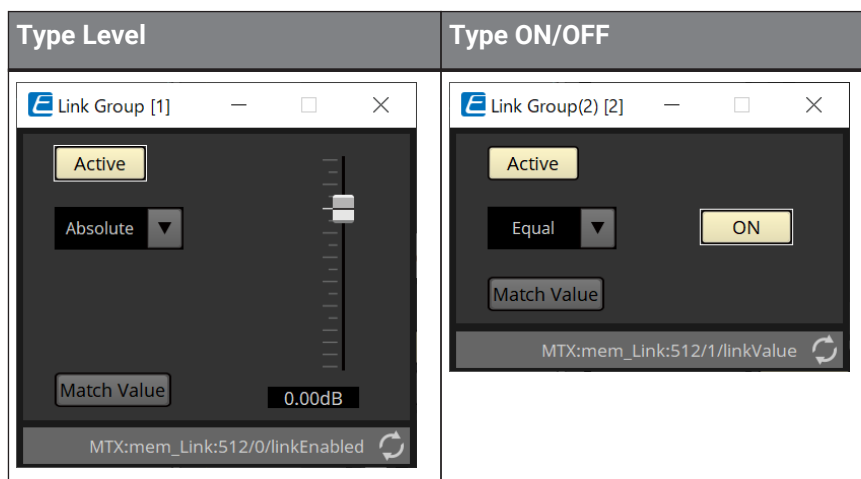 Type Level
Type ON/OFF
Link Group [1]
Active
Absolute
Match Value
0.00dB
MTX:mem_Link:512/0/linkEnabled
Link Group(2) [2]
Active
Equal
ON
Match Value
MTX:mem_Link:512/1/linkValue